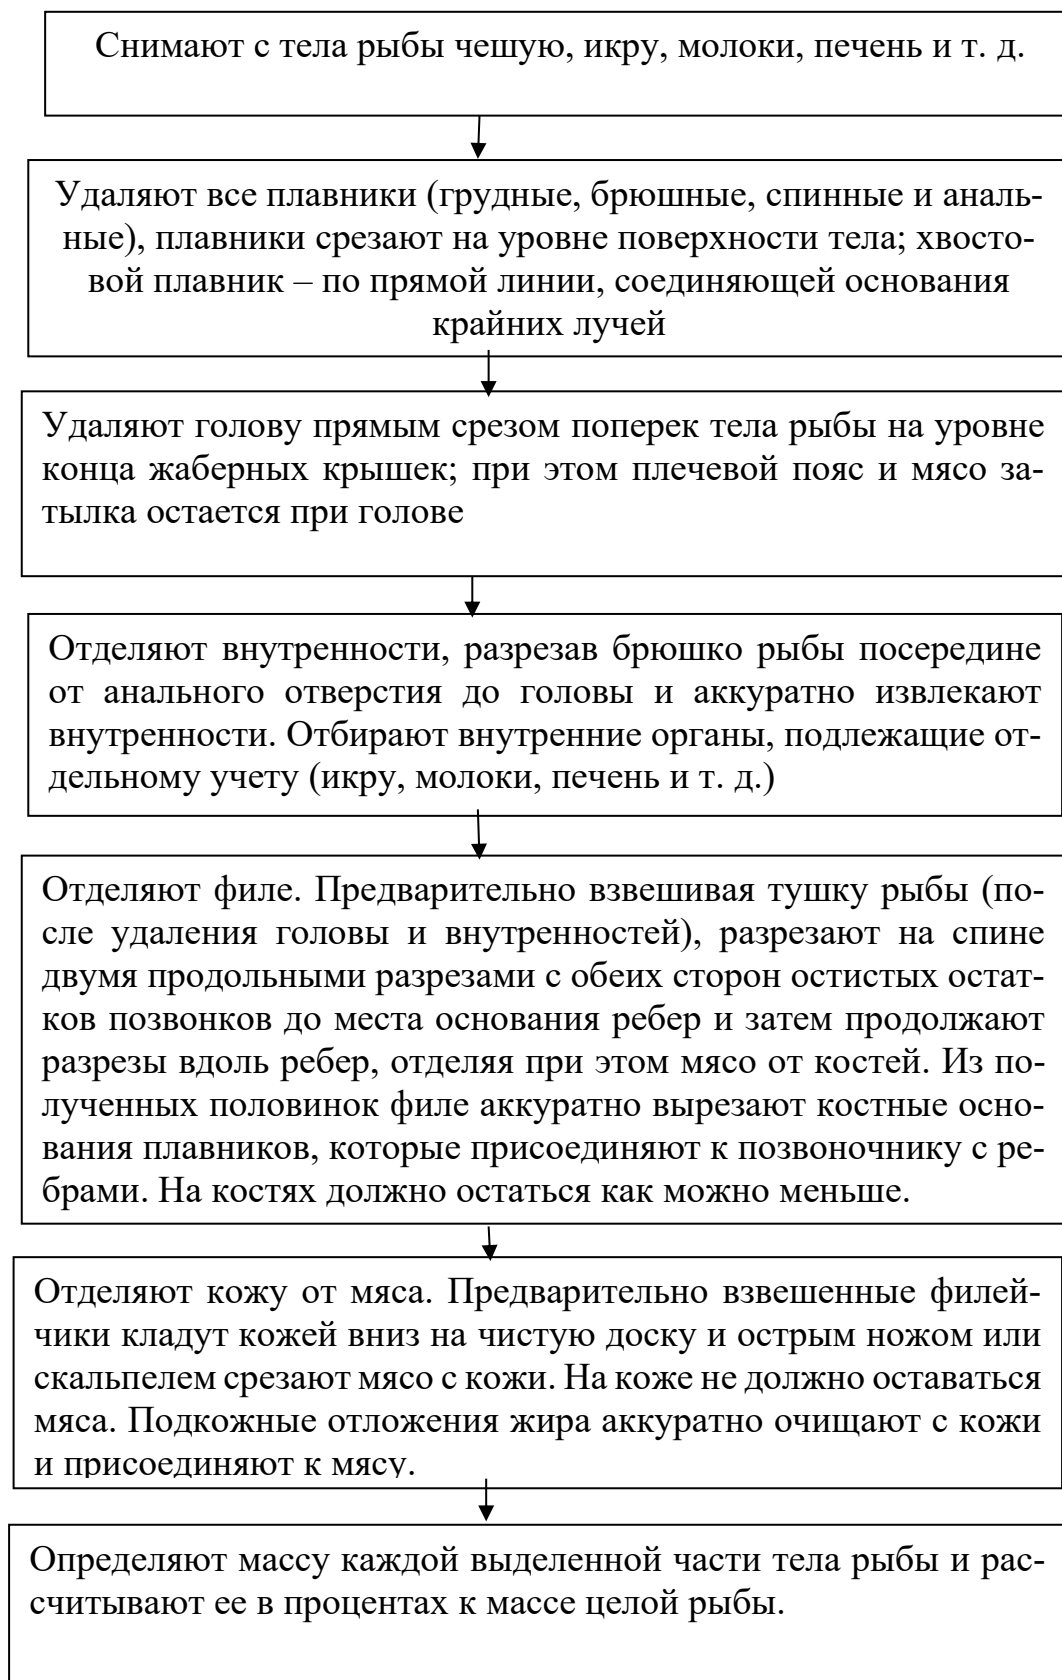 Снимают с тела рыбы чешую, икру, молоки, печень и т. д.
Удаляют все плавники (грудные, брюшные, спинные и аналь-
ные), плавники срезают на уровне поверхности тела; хвосто-
вой плавник – по прямой линии, соединяющей основания
крайних лучей
Удаляют голову прямым срезом поперек тела рыбы на уровне
конца жаберных крышек; при этом плечевой пояс и мясо за-
тылка остается при голове
Отделяют внутренности, разрезав брюшко рыбы посередине
от анального отверстия до головы и аккуратно извлекают
внутренности. Отбирают внутренние органы, подлежащие от-
дельному учету (икру, молоки, печень и т. д.)
Отделяют филе. Предварительно взвешивая тушку рыбы (по-
сле удаления головы и внутренностей), разрезают на спине
двумя продольными разрезами с обеих сторон остистых остат-
ков позвонков до места основания ребер и затем продолжают
разрезы вдоль ребер, отделяя при этом мясо от костей. Из по-
лученных половинок филе аккуратно вырезают костные осно-
вания плавников, которые присоединяют к позвоночнику с ре-
брами. На костях должно остаться как можно меньше.
Отделяют кожу от мяса. Предварительно взвешенные филей-
чики кладут кожей вниз на чистую доску и острым ножом или
скальпелем срезают мясо с кожи. На коже не должно оставаться
мяса. Подкожные отложения жира аккуратно очищают с кожи
и присоединяют к мясу.
Определяют массу каждой выделенной части тела рыбы и рас-
считывают ее в процентах к массе целой рыбы.